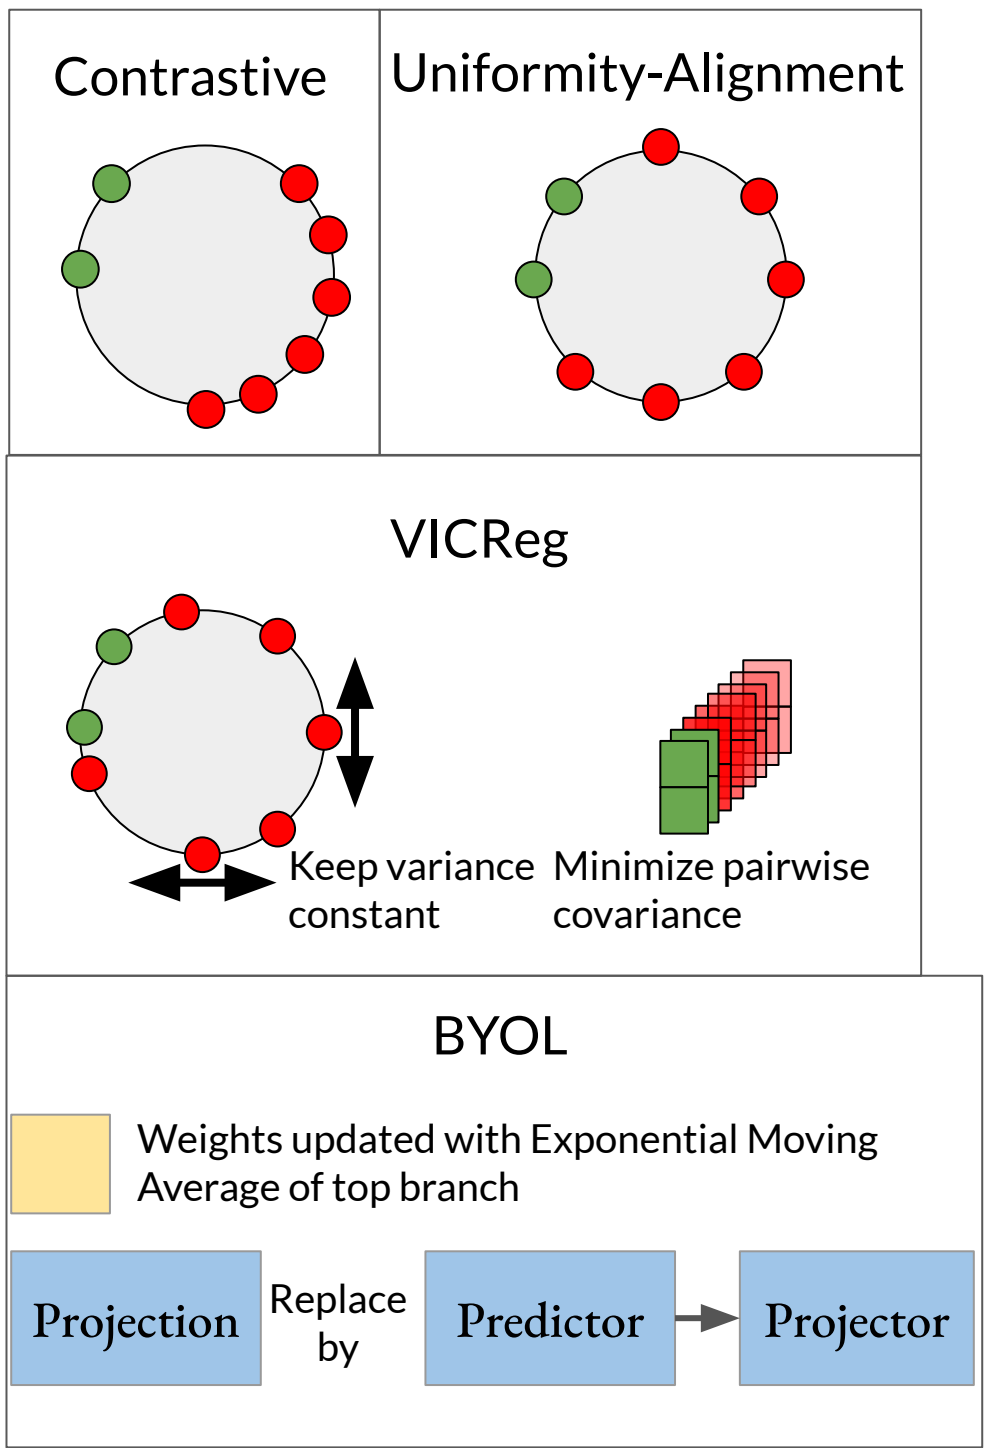 Contrastive
Uniformity-Alignment
VICReg
Keep variance
constant
Minimize pairwise
covariance
BYOL
Weights updated with Exponential Moving
Average of top branch
Projection
Replace
by
Predictor
Projector